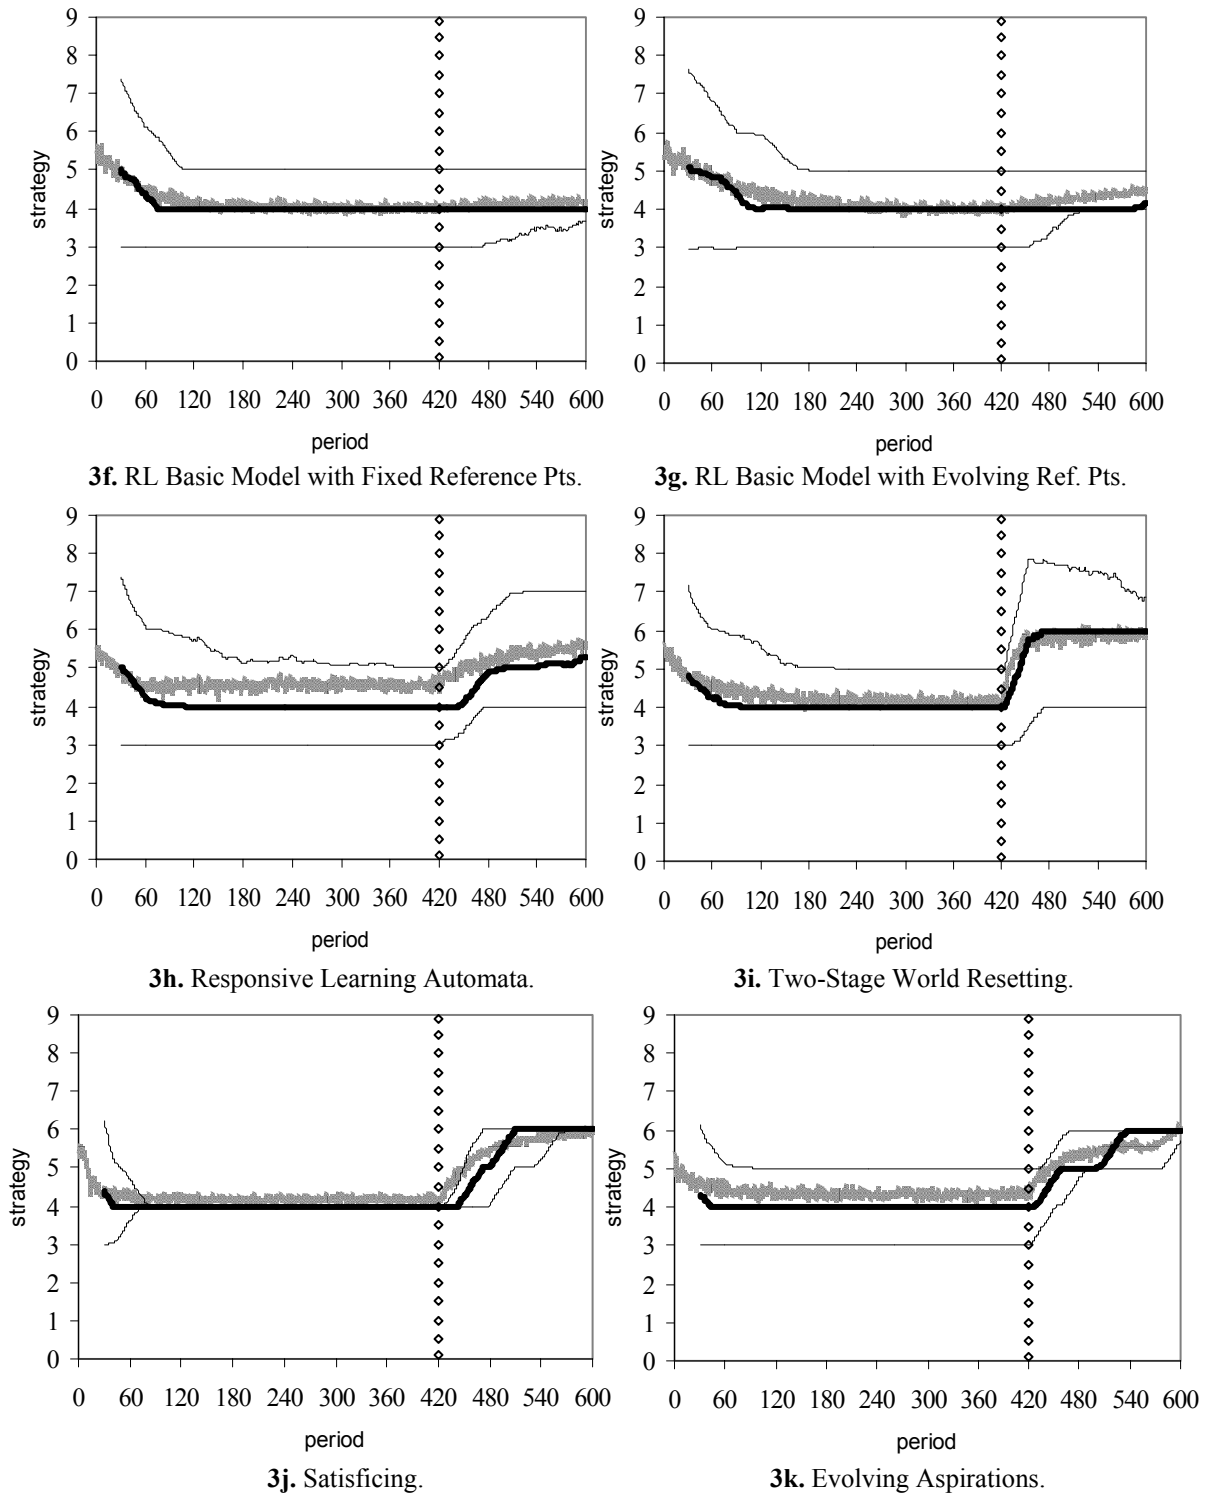 9
8
7
6
5
4
3
2
1
0
strategy
0 60 120 180 240 300 360 420 480 540 600
period
3f. RL Basic Model with Fixed Reference Pts.
9
8
7
6
5
4
3
2
1
0
strategy
0 60 120 180 240 300 360 420 480 540 600
period
3g. RL Basic Model with Evolving Ref. Pts.
9
8
7
6
5
4
3
2
1
0
strategy
0 60 120 180 240 300 360 420 480 540 600
period
3h. Responsive Learning Automata.
9
8
7
6
5
4
3
2
1
0
strategy
0 60 120 180 240 300 360 420 480 540 600
period
3i. Two-Stage World Resetting.
9
8
7
6
5
4
3
2
1
0
strategy
0 60 120 180 240 300 360 420 480 540 600
period
3j. Satisficing.
9
8
7
6
5
4
3
2
1
0
strategy
0 60 120 180 240 300 360 420 480 540 600
period
3k. Evolving Aspirations.